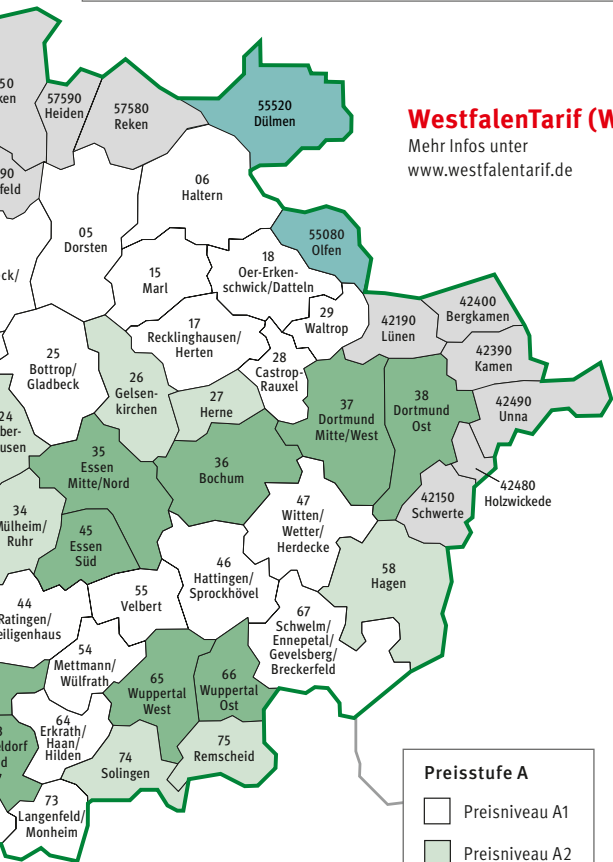 WestfalenTarif (W
Mehr Infos unter
www.westfalentarif.de
50
ken
57590
Heiden
57580
Reken
55520
Dülmen
90
feld
06
Haltern
05
Dorsten
55080
Olfen
ck/
15
Marl
18
Oer-Erken-
schwick/Datteln
29
Waltrop
42190
Lünen
42400
Bergkamen
17
Recklinghausen/
Herten
42390
Kamen
25
Bottrop/
Gladbeck
28
Castrop-
Rauxel
26
Gelsen-
kirchen
27
Herne
37
Dortmund
Mitte/West
38
Dortmund
Ost
42490
Unna
24
ber-
usen
35
Essen
Mitte/Nord
36
Bochum
42480
Holzwickede
42150
Schwerte
47
Witten/
Wetter/
Herdecke
34
Mülheim/
Ruhr
45
Essen
Süd
46
Hattingen/
Sprockhövel
58
Hagen
55
Velbert
44
Ratingen/
eiligenhaus
67
Schwelm/
Ennepetal/
Gevelsberg/
Breckerfeld
54
Mettmann/
Wülfrath
65
Wuppertal
West
66
Wuppertal
Ost
64
Erkrath/
Haan/
Hilden
3
eldorf
d
74
Solingen
75
Remscheid
73
Langenfeld/
Monheim
Preisstufe A
Preisniveau A1
Preisniveau A2